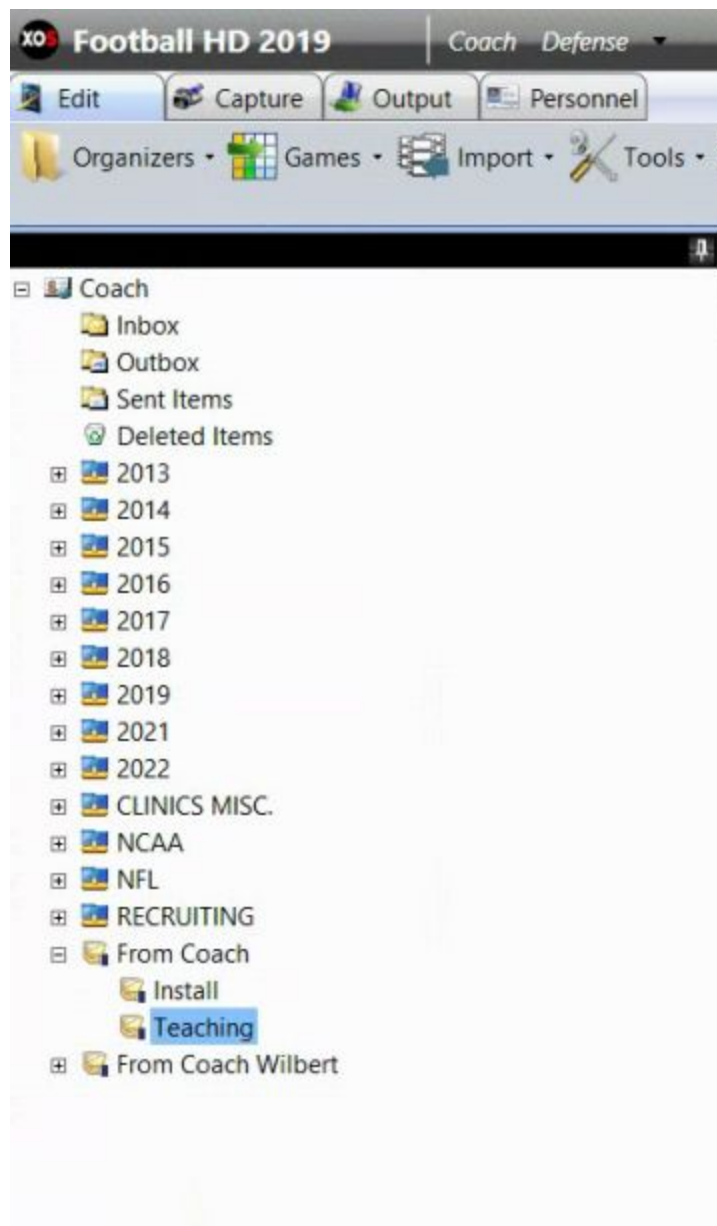 XOS Football HD 2019 Coach Defense
Edit Capture Output Personnel
Organizers Games Import Tools
Coach
Inbox
Outbox
Sent Items
Deleted Items
2013
2014
2015
2016
2017
2018
2019
2021
2022
CLINICS MISC.
NCAA
NFL
RECRUITING
From Coach
Install
Teaching
From Coach Wilbert